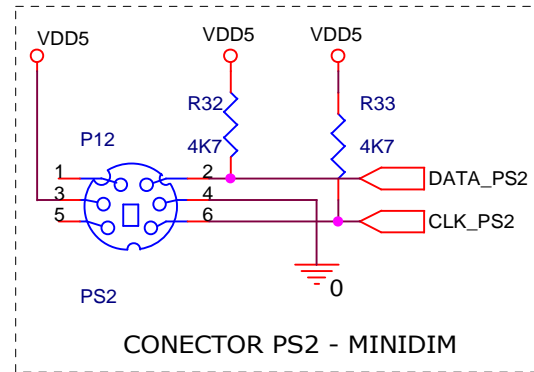 VDD5
VDD5
VDD5
R32
R33
P12
4K7
4K7
1
2
DATA_PS2
3
4
5
6
CLK_PS2
PS2
0
CONECTOR PS2 - MINIDIM